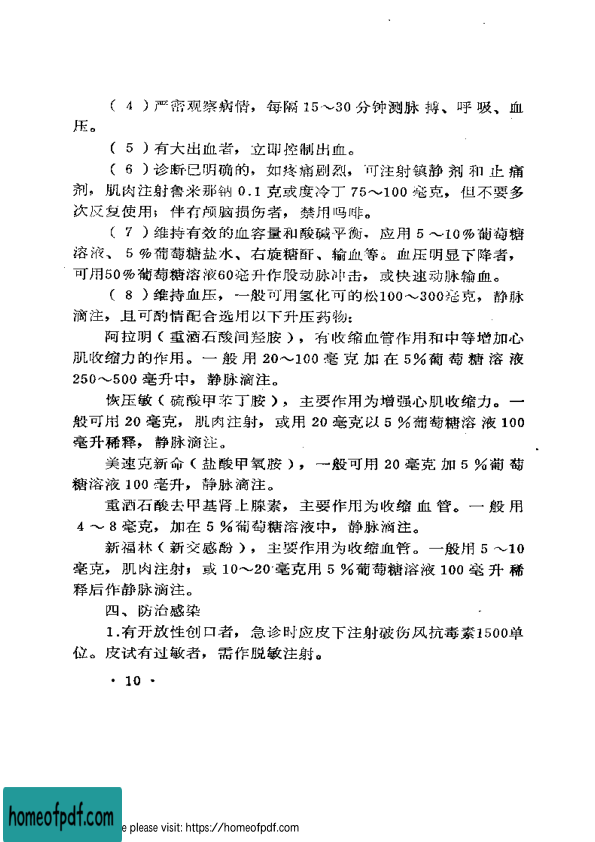 （4）严密观察病情，每隔15～30分钟测脉搏、呼吸、血
压。
（5）有大出血者，立即控制出血。
（6）诊断已明确的，如疼痛剧烈，可注射镇静剂和止痛
剂，肌肉注射鲁米那钠0.1克或度冷丁75～100毫克，但不要多
次反复使用；伴有颅脑损伤者，禁用吗啡。
（7）维持有效的血容量和酸碱平衡，应用5～10%葡萄糖
溶液、5%葡萄糖盐水、右旋糖酐、输血等。血压明显下降者，
可用50%葡萄糖溶液60毫升作股动脉冲击，或快速动脉输血。
（8）维持血压，一般可用氢化可的松100～300毫克，静脉
滴注，且可酌情配合选用以下升压药物：
阿拉明（重酒石酸间羟胺），有收缩血管作用和中等增加心
肌收缩力的作用。一般用20～100毫克加在5%葡萄糖溶液
250～500毫升中，静脉滴注。
恢压敏（硫酸甲苯丁胺），主要作用为增强心肌收缩力。一
般可用20毫克，肌肉注射，或用20毫克以5%葡萄糖溶液100
毫升稀释，静脉滴注。
美速克新命（盐酸甲氧胺），一般可用20毫克加5%葡萄
糖溶液100毫升，静脉滴注。
重酒石酸去甲基肾上腺素，主要作用为收缩血管。一般用
4～8毫克，加在5%葡萄糖溶液中，静脉滴注。
新福林（新交感酚），主要作用为收缩血管。一般用5～10
毫克，肌肉注射；或10～20毫克用5%葡萄糖溶液100毫升稀
释后作静脉滴注。
四、防治感染
1.有开放性创口者，急诊时应皮下注射破伤风抗毒素1500单
位。皮试有过敏者，需作脱敏注射。
·10·
homeofpdf.com
e please visit: https://homeofpdf.com